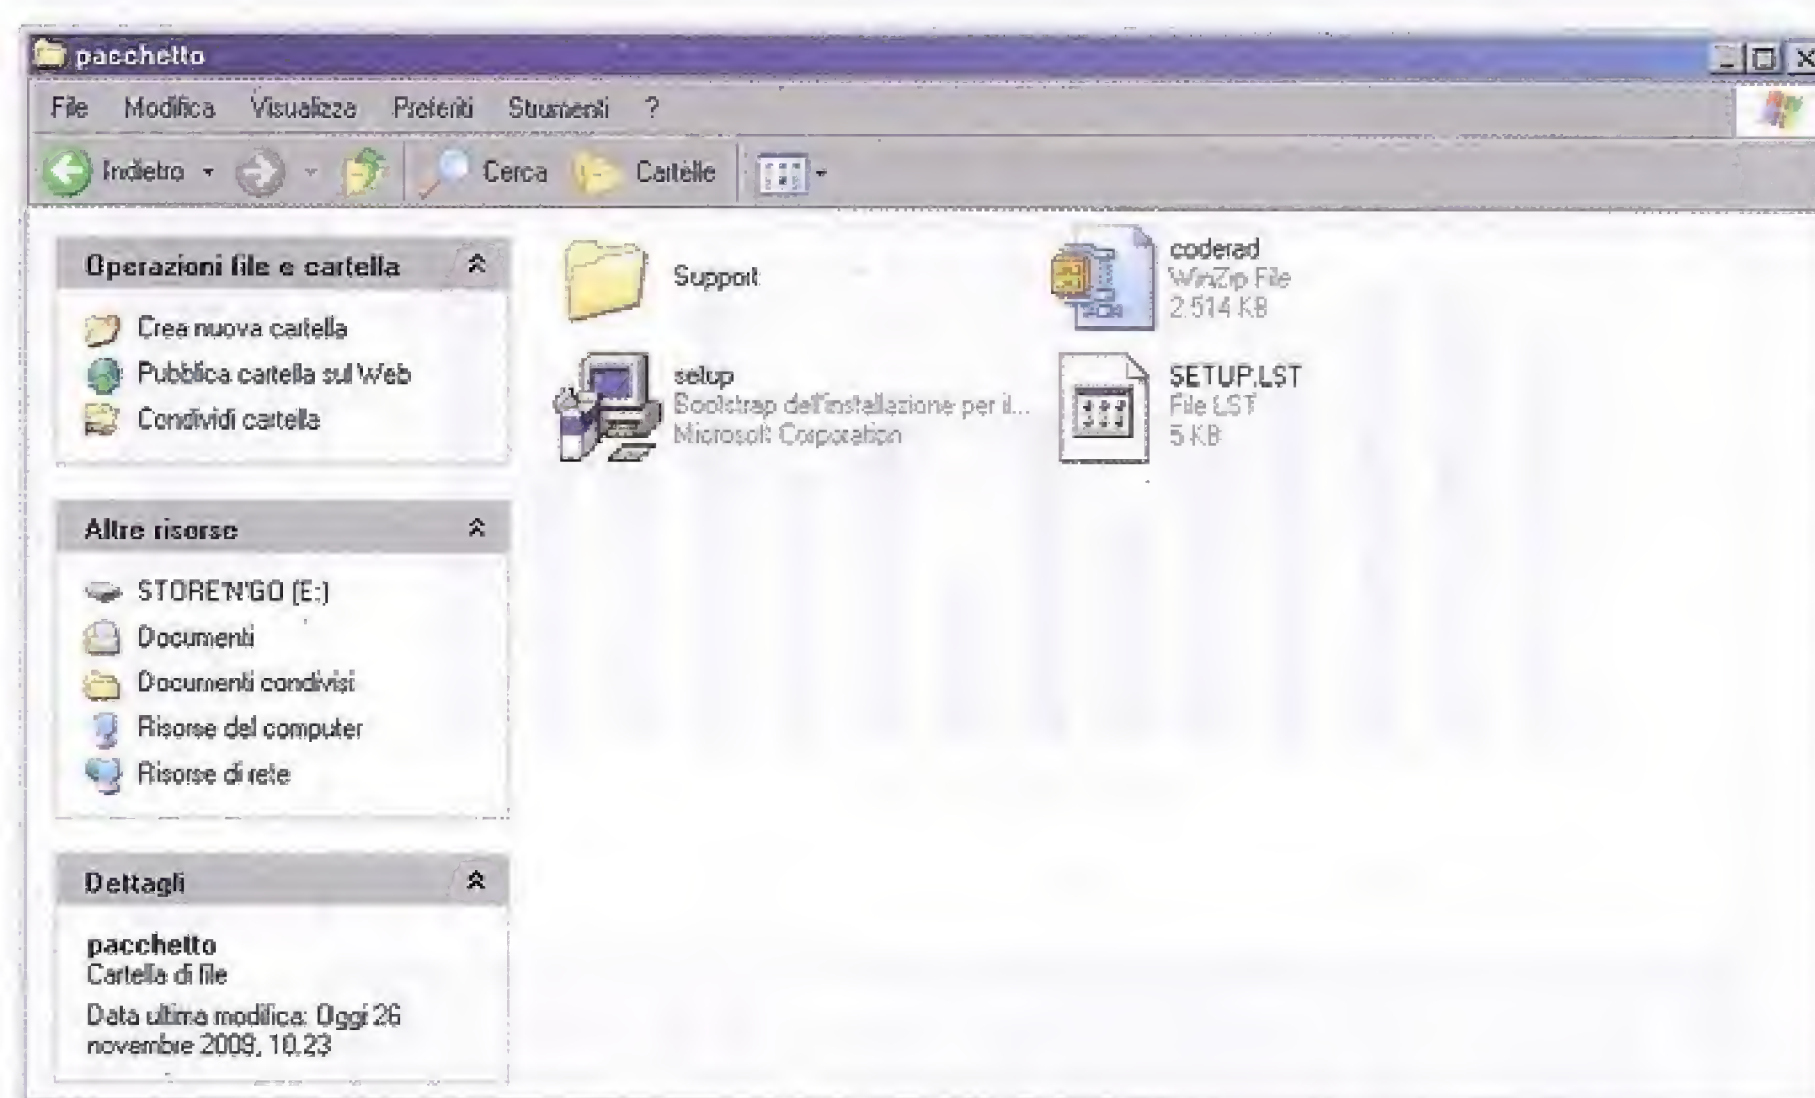 pacchetto
File Modifica Visualizza Preferiti Strumenti ?
Indietro Cerca Cartelle
Operazioni file e cartella
Crea nuova cartella
Pubblica cartella sul Web
Condividi cartella
Altre risorse
STORE'N'GO (E:)
Documenti
Documenti condivisi
Risorse del computer
Risorse di rete
Dettagli
pacchetto
Cartella di file
Data ultima modifica: Oggi 26
novembre 2009, 10.23
Support
coderad
WinZip File
2.514 KB
setup
Bootstrap dell'installazione per il...
Microsoft Corporation
SETUP.LST
File LST
5 KB